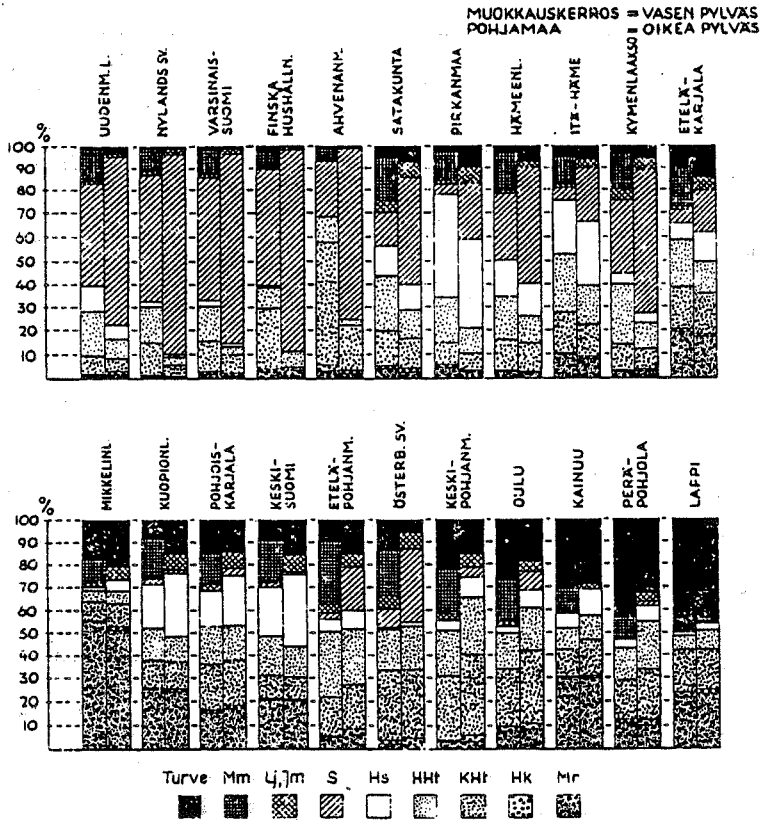 MUOKKAUSKERROS = VASEN PYLVÄS
POHJAMAA = OIKEA PYLVÄS
UUDENM. L.
NYLANDS SV.
VARSINAIS-
SUOMI
FINSKA
HUSHÅLLN.
AHVENANM.
SATAKUNTA
PIRKANMAA
HÄMEENL.
ITÄ-HÄME
KYMENLAAKSO
ETELÄ-
KARJALA
%
100
90
80
70
60
50
40
30
20
10
MIKKELINL.
KUOPIONL.
POHJOIS-
KARJALA
KESKI-
SUOMI
ETELÄ-
POHJANM.
ÖSTERB. SV.
KESKI-
POHJANM.
OULU
KAINUU
PERÄ-
POHJOLA
LAPPI
%
100
90
80
70
60
50
40
30
20
10
Turve Mm Lj,Jm S Hs HHt KHt Hk Mr